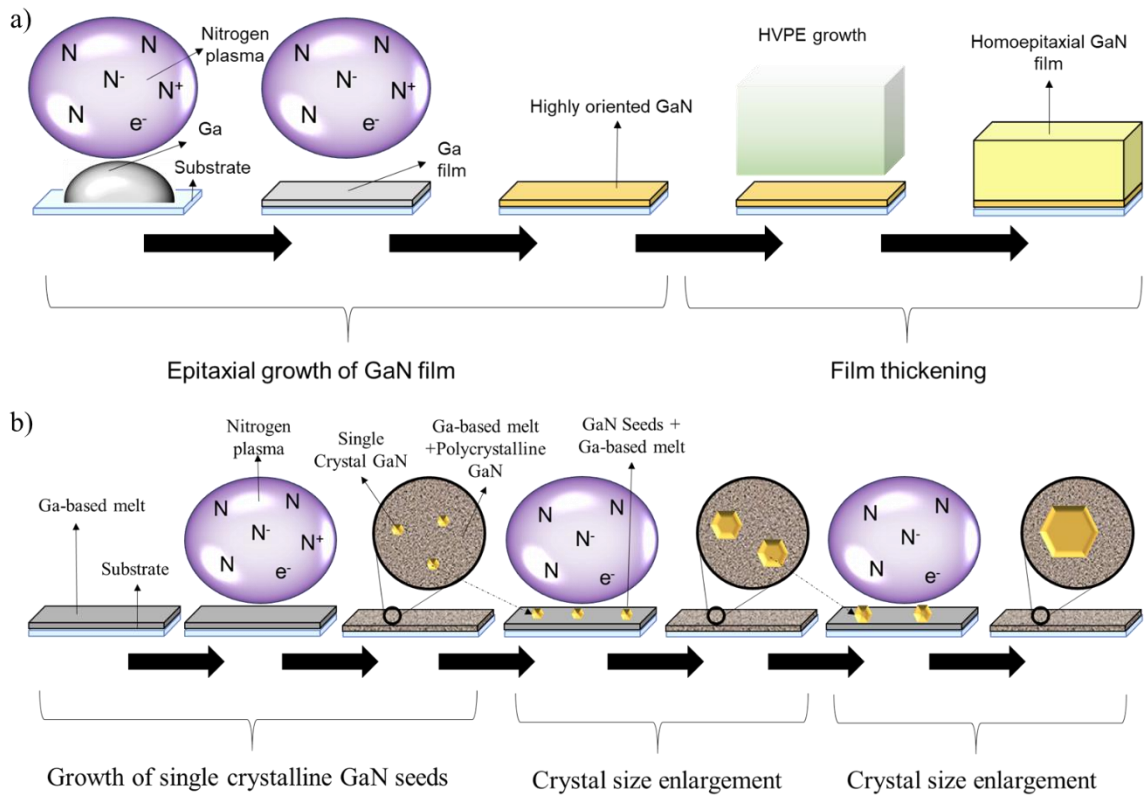 a)
N
N
N⁻
N⁺
N
e⁻
Nitrogen
plasma
Ga
Substrate
N
N
N⁻
N⁺
N
e⁻
Ga
film
Highly oriented GaN
HVPE growth
Homoepitaxial GaN
film
Epitaxial growth of GaN film
Film thickening
b)
Ga-based melt
Substrate
Nitrogen
plasma
N
N
N⁻
N⁺
N
e⁻
Single
Crystal GaN
Ga-based melt
+Polycrystalline
GaN
GaN Seeds +
Ga-based melt
N
N
N⁻
N
e⁻
N
N
N⁻
N
e⁻
Growth of single crystalline GaN seeds
Crystal size enlargement
Crystal size enlargement